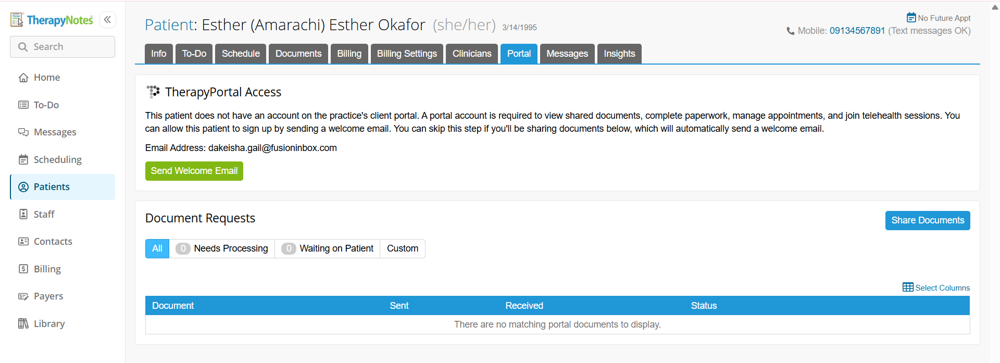 TherapyNotes
Search
Home
To-Do
Messages
Scheduling
Patients
Staff
Contacts
Billing
Payers
Library
Patient: Esther (Amarachi) Esther Okafor (she/her) 3/14/1995
No Future Appt
Mobile: 09134567891 (Text messages OK)
Info To-Do Schedule Documents Billing Billing Settings Clinicians Portal Messages Insights
TherapyPortal Access
This patient does not have an account on the practice's client portal. A portal account is required to view shared documents, complete paperwork, manage appointments, and join telehealth sessions. You
can allow this patient to sign up by sending a welcome email. You can skip this step if you'll be sharing documents below, which will automatically send a welcome email.
Email Address: dakeisha.gail@fusioninbox.com
Send Welcome Email
Document Requests
Share Documents
All 0 Needs Processing 0 Waiting on Patient Custom
Select Columns
Document Sent Received Status
There are no matching portal documents to display.